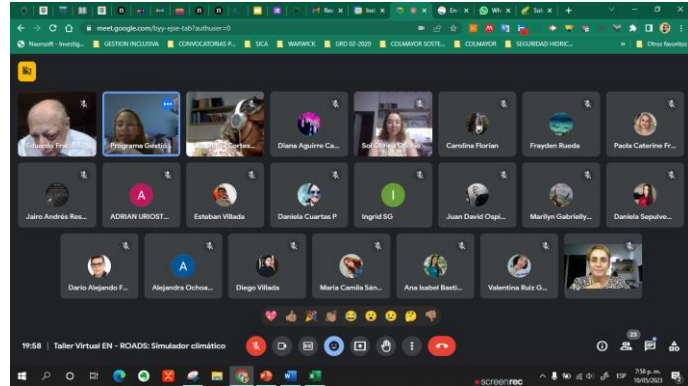 meet.google.com/byy-ejse-tab?authuser=0
Naonsoft - Investig... GESTION INCLUSIVA CONVOCATORIAS P... SICA WARWICK GRD 02-2020 COLMAYOR SOSTE... COLMAYOR SEGURIDAD HIDRIC... » Otros favoritos
Programa Gestió... Diana Aguirre Ca... Carolina Florian Frayden Rueda Paola Caterine Fr...
Jairo Andrés Res... ADRIAN URIOST... Esteban Villada Daniela Cuartas P Ingrid SG Juan David Ospi... Marilyn Gabrielly... Daniela Sepulve...
Dario Alejando F... Alejandra Ochoa... Diego Villada Maria Camila Sán... Ana Isabel Basti... Valentina Ruiz G...
19:58 | Taller Virtual EN - ROADS: Simulador climático
23
screenrec
ESP
7:58 p. m.
10/05/2023